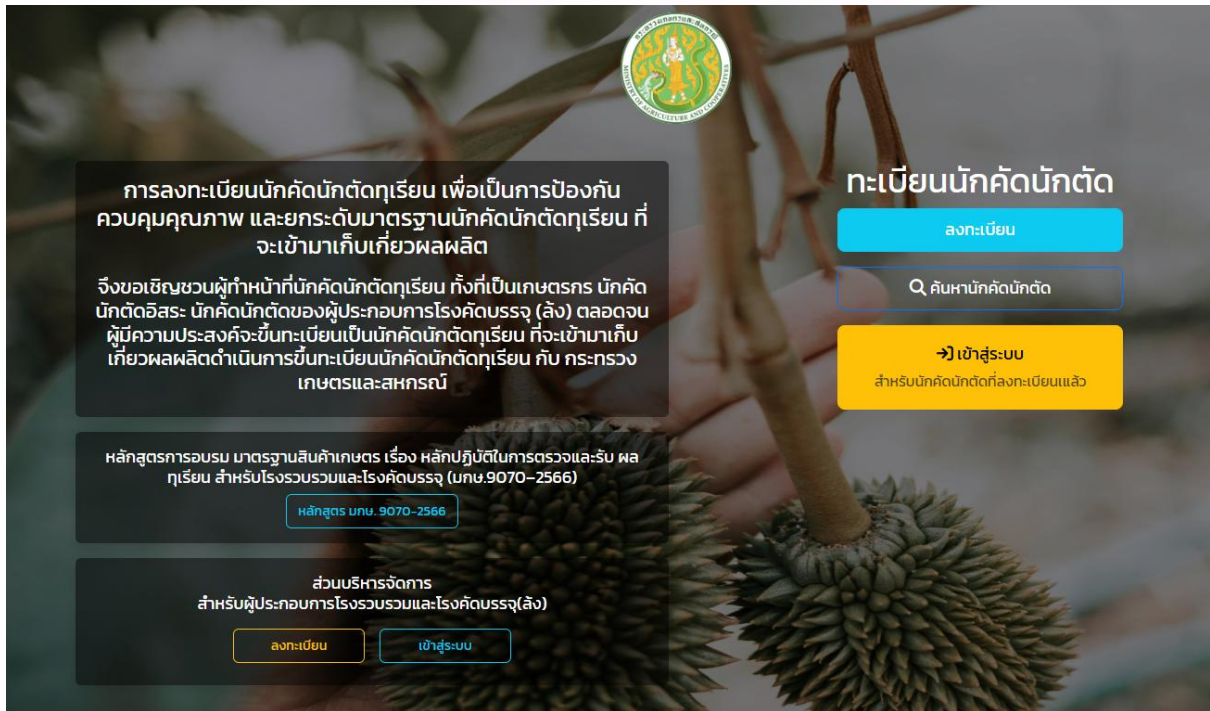 กระทรวงเกษตรและสหกรณ์
MINISTRY OF AGRICULTURE AND COOPERATIVES
การลงทะเบียนนักคัดนักตัดทุเรียน เพื่อเป็นการป้องกัน
ควบคุมคุณภาพ และยกระดับมาตรฐานนักคัดนักตัดทุเรียน ที่
จะเข้ามาเก็บเกี่ยวผลผลิต
จึงขอเชิญชวนผู้ทำหน้าที่นักคัดนักตัดทุเรียน ทั้งที่เป็นเกษตรกร นักคัด
นักตัดอิสระ นักคัดนักตัดของผู้ประกอบการโรงคัดบรรจุ (ล้ง) ตลอดจน
ผู้มีความประสงค์จะขึ้นทะเบียนเป็นนักคัดนักตัดทุเรียน ที่จะเข้ามาเก็บ
เกี่ยวผลผลิตดำเนินการขึ้นทะเบียนนักคัดนักตัดทุเรียน กับ กระทรวง
เกษตรและสหกรณ์
หลักสูตรการอบรม มาตรฐานสินค้าเกษตร เรื่อง หลักปฏิบัติในการตรวจและรับ ผล
ทุเรียน สำหรับโรงรวบรวมและโรงคัดบรรจุ (มกษ.9070–2566)
หลักสูตร มกษ. 9070-2566
ส่วนบริหารจัดการ
สำหรับผู้ประกอบการโรงรวบรวมและโรงคัดบรรจุ(ล้ง)
ลงทะเบียน เข้าสู่ระบบ
ทะเบียนนักคัดนักตัด
ลงทะเบียน
ค้นหานักคัดนักตัด
เข้าสู่ระบบ
สำหรับนักคัดนักตัดที่ลงทะเบียนแล้ว